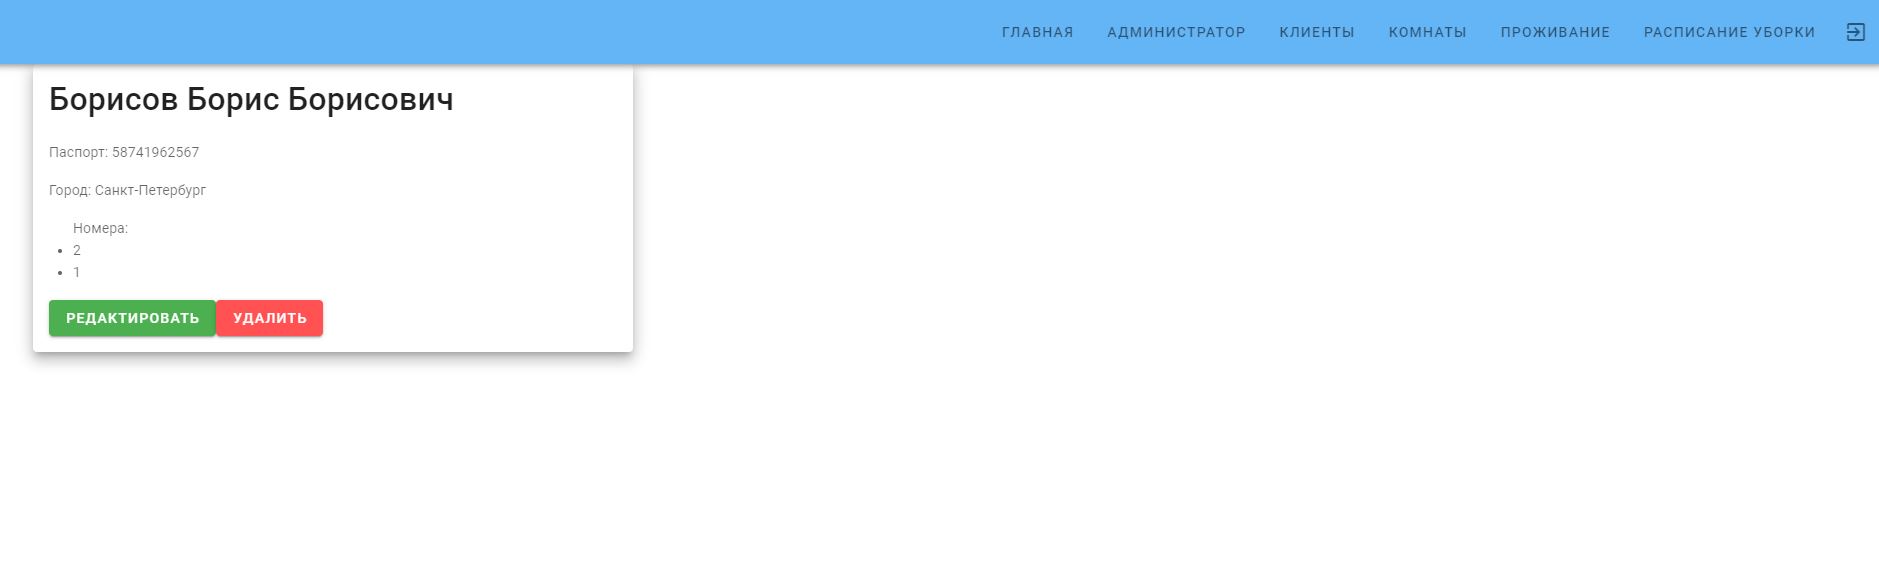 ГЛАВНАЯ АДМИНИСТРАТОР КЛИЕНТЫ КОМНАТЫ ПРОЖИВАНИЕ РАСПИСАНИЕ УБОРКИ
Борисов Борис Борисович
Паспорт: 58741962567
Город: Санкт-Петербург
Номера:
2
1
РЕДАКТИРОВАТЬ УДАЛИТЬ